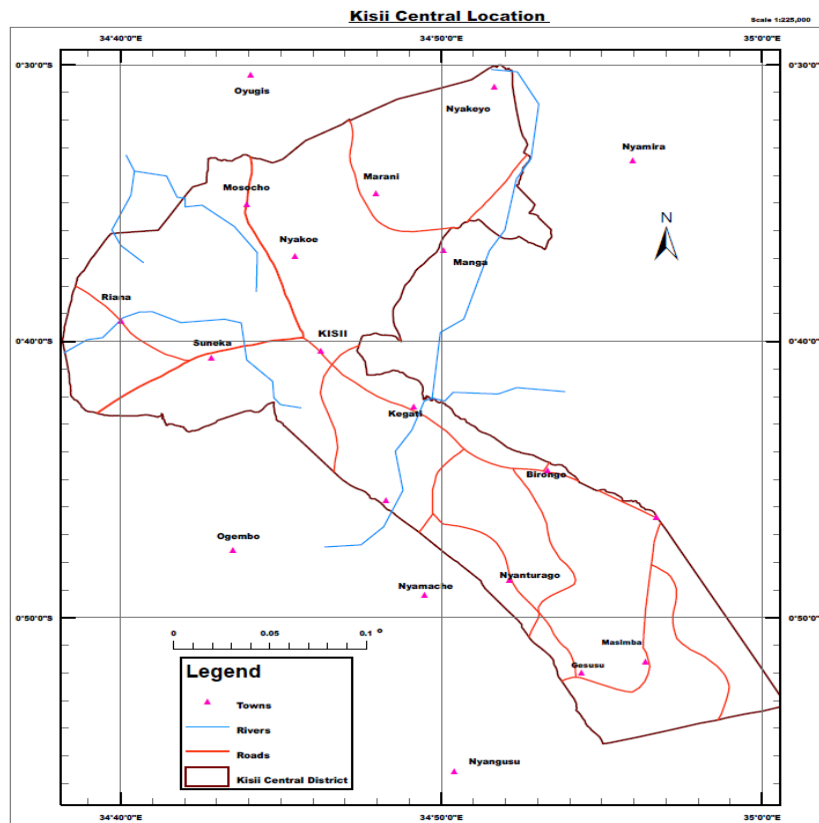 Kisii Central Location
Scale 1:225,000
34°40'0"E
34°50'0"E
35°0'0"E
0°30'0"S
0°30'0"S
Oyugis
Nyakeyo
Nyamira
Mosocho
Marani
N
Nyakoe
Manga
Riana
Suneka
KISII
0°40'0"S
0°40'0"S
Kegati
Birongo
Ogembo
Nyamache
Nyanturago
0°50'0"S
0°50'0"S
0
0.05
0.1 °
Masimba
Gesusu
Legend
Towns
Rivers
Roads
Kisii Central District
Nyangusu
34°40'0"E
34°50'0"E
35°0'0"E